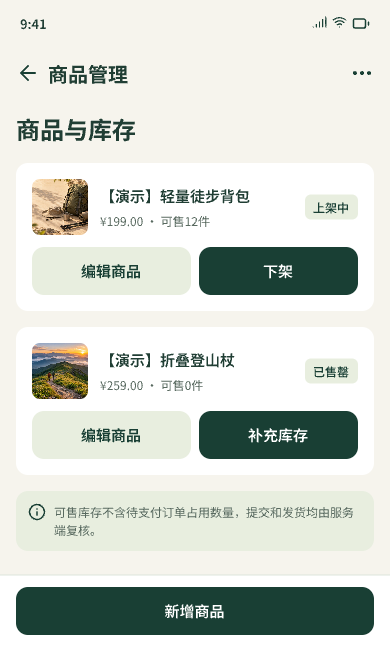 9:41
商品管理
商品与库存
【演示】轻量徒步背包
¥199.00 · 可售12件
上架中
编辑商品
下架
【演示】折叠登山杖
¥259.00 · 可售0件
已售罄
编辑商品
补充库存
可售库存不含待支付订单占用数量，提交和发货均由服务
端复核。
新增商品